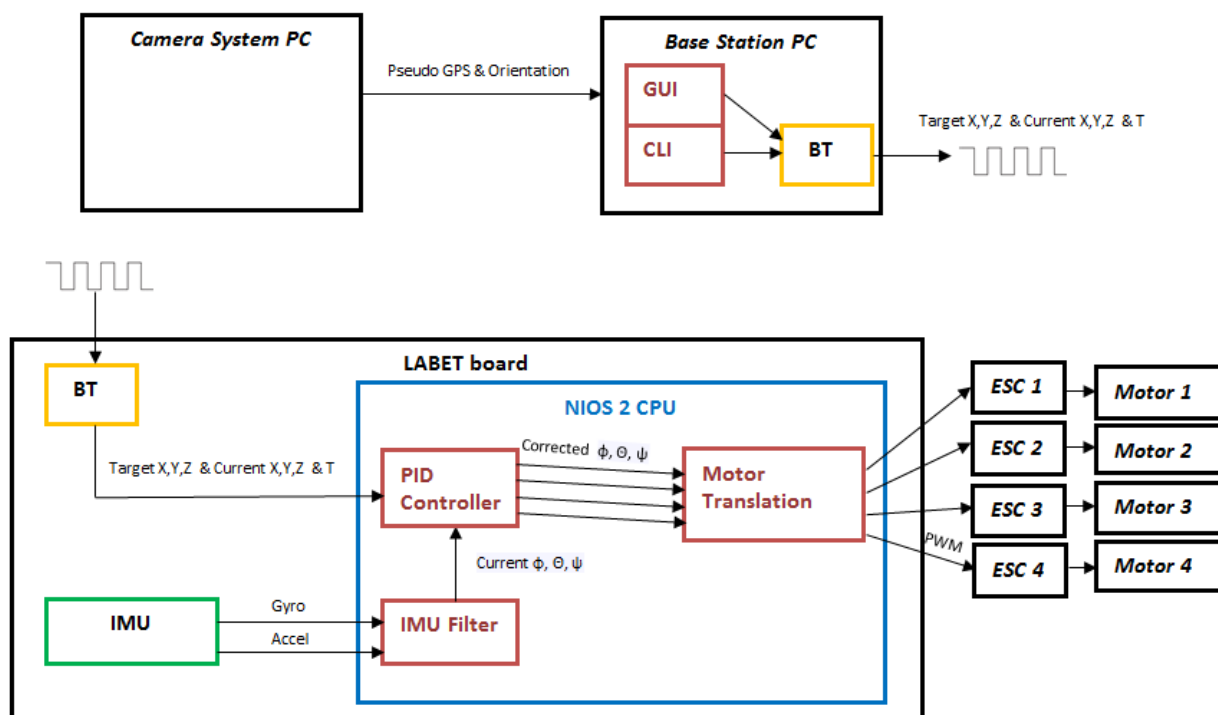 Camera System PC
Base Station PC
Pseudo GPS & Orientation
GUI
CLI
BT
Target X,Y,Z & Current X,Y,Z & T
LABET board
BT
NIOS 2 CPU
ESC 1
Motor 1
ESC 2
Motor 2
ESC 3
Motor 3
ESC 4
Motor 4
Target X,Y,Z & Current X,Y,Z & T
PID
Controller
Corrected ϕ, Θ, ψ
Motor
Translation
PWM
Current ϕ, Θ, ψ
IMU
Gyro
Accel
IMU Filter